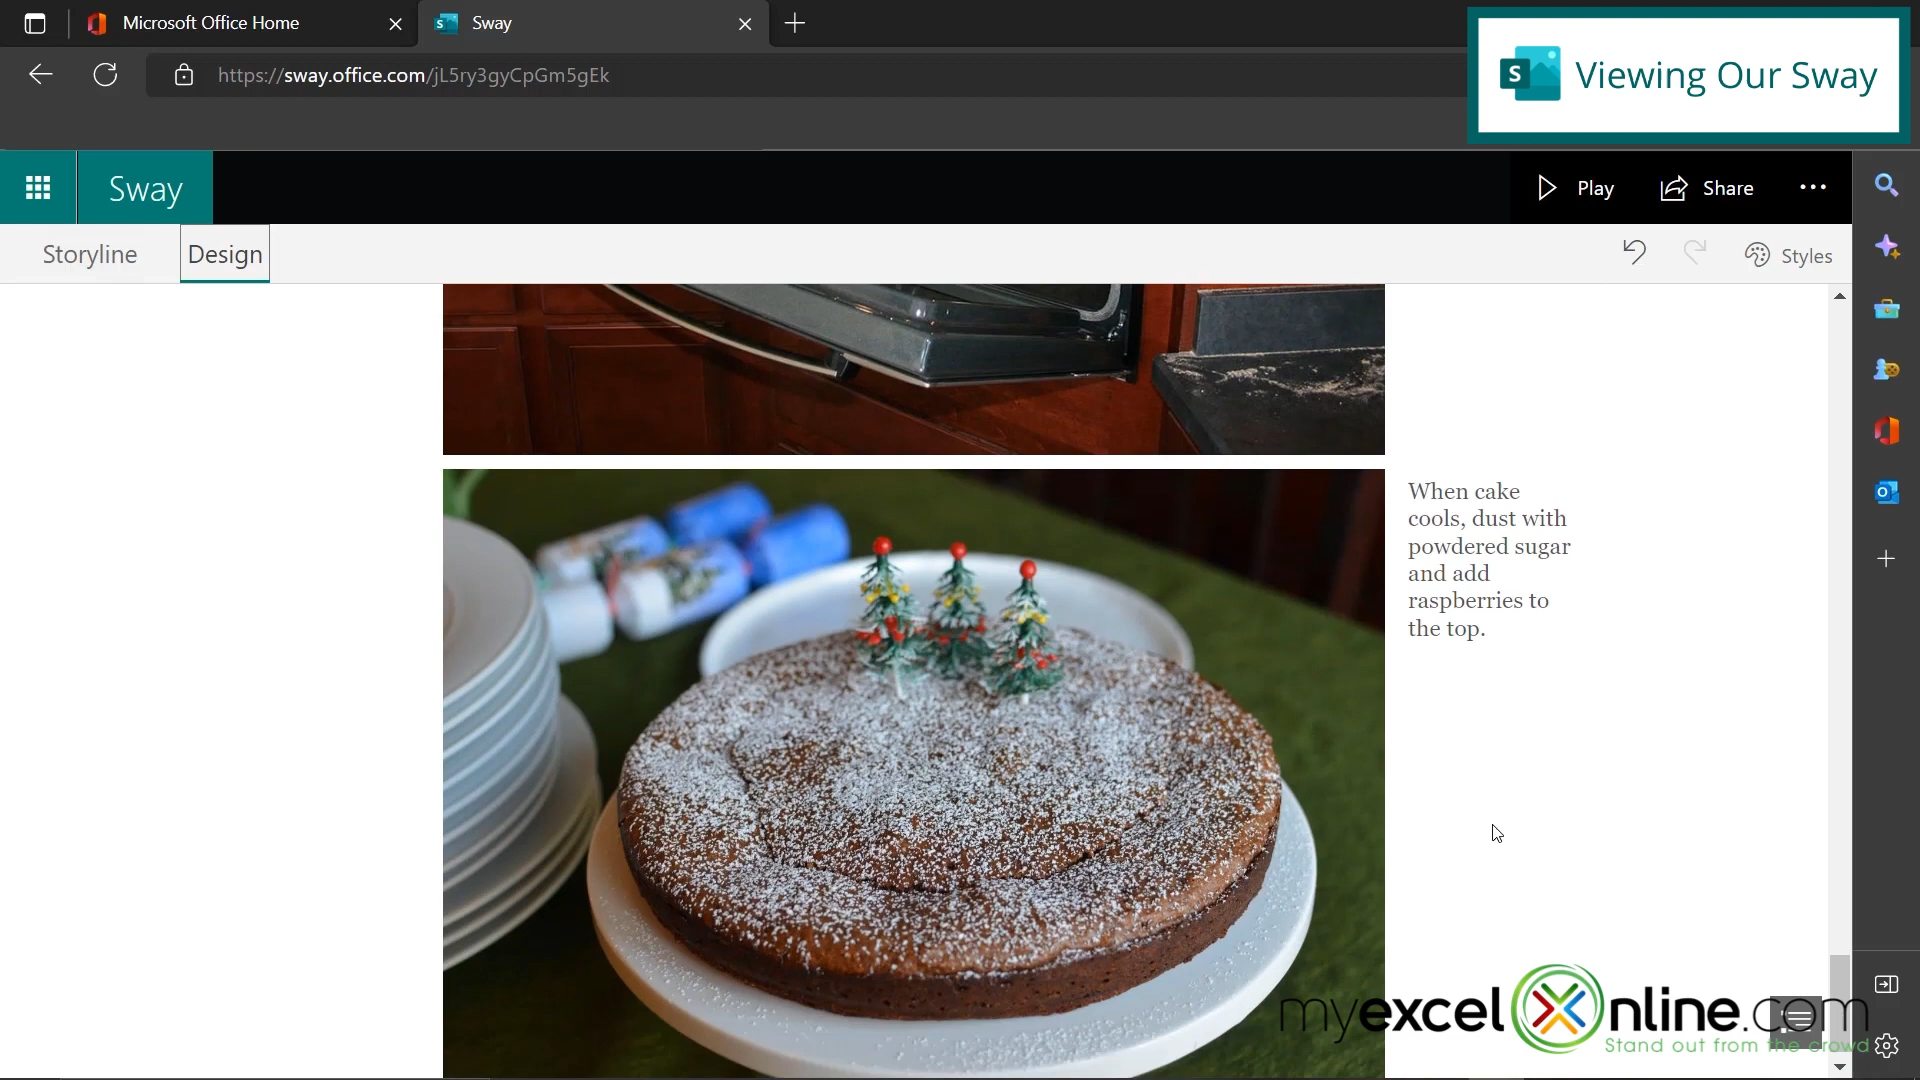 Microsoft Office Home
Sway
https://sway.office.com/jL5ry3gyCpGm5gEk
S Viewing Our Sway
Sway
Play
Share
Storyline
Design
Styles
When cake
cools, dust with
powdered sugar
and add
raspberries to
the top.
myexcelonline.com
Stand out from the crowd